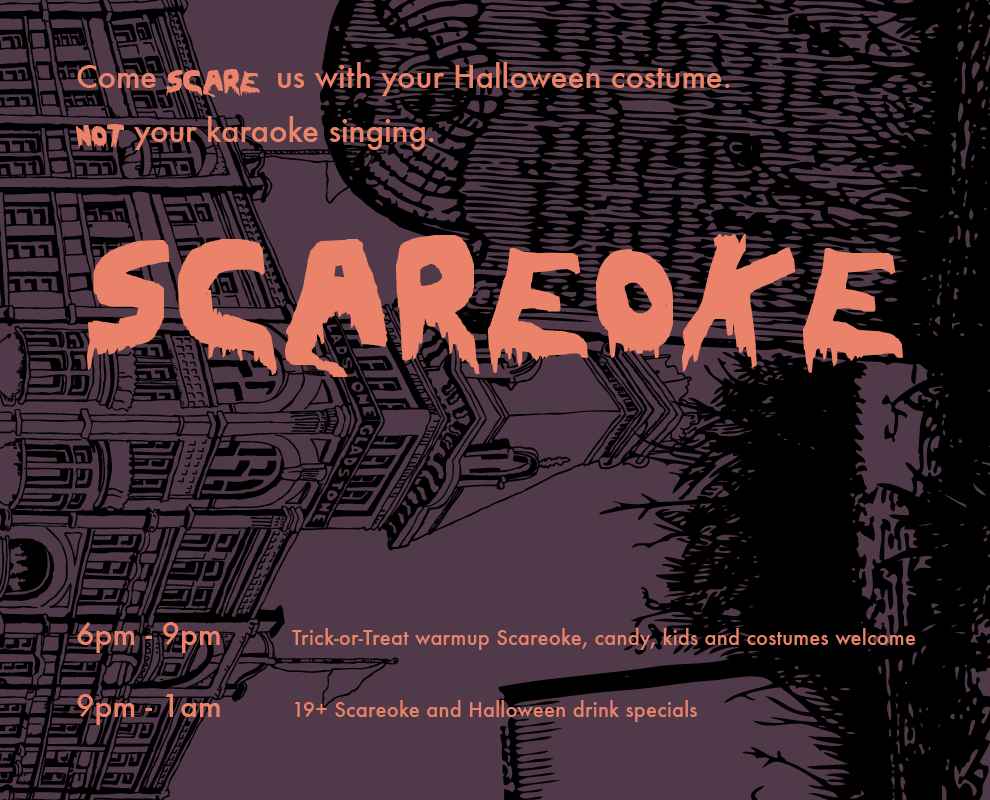 Come SCARE us with your Halloween costume.
NOT your karaoke singing.
SCAREOKE
GLADSTONE
6pm - 9pm Trick-or-Treat warmup Scareoke, candy, kids and costumes welcome
9pm - 1am 19+ Scareoke and Halloween drink specials